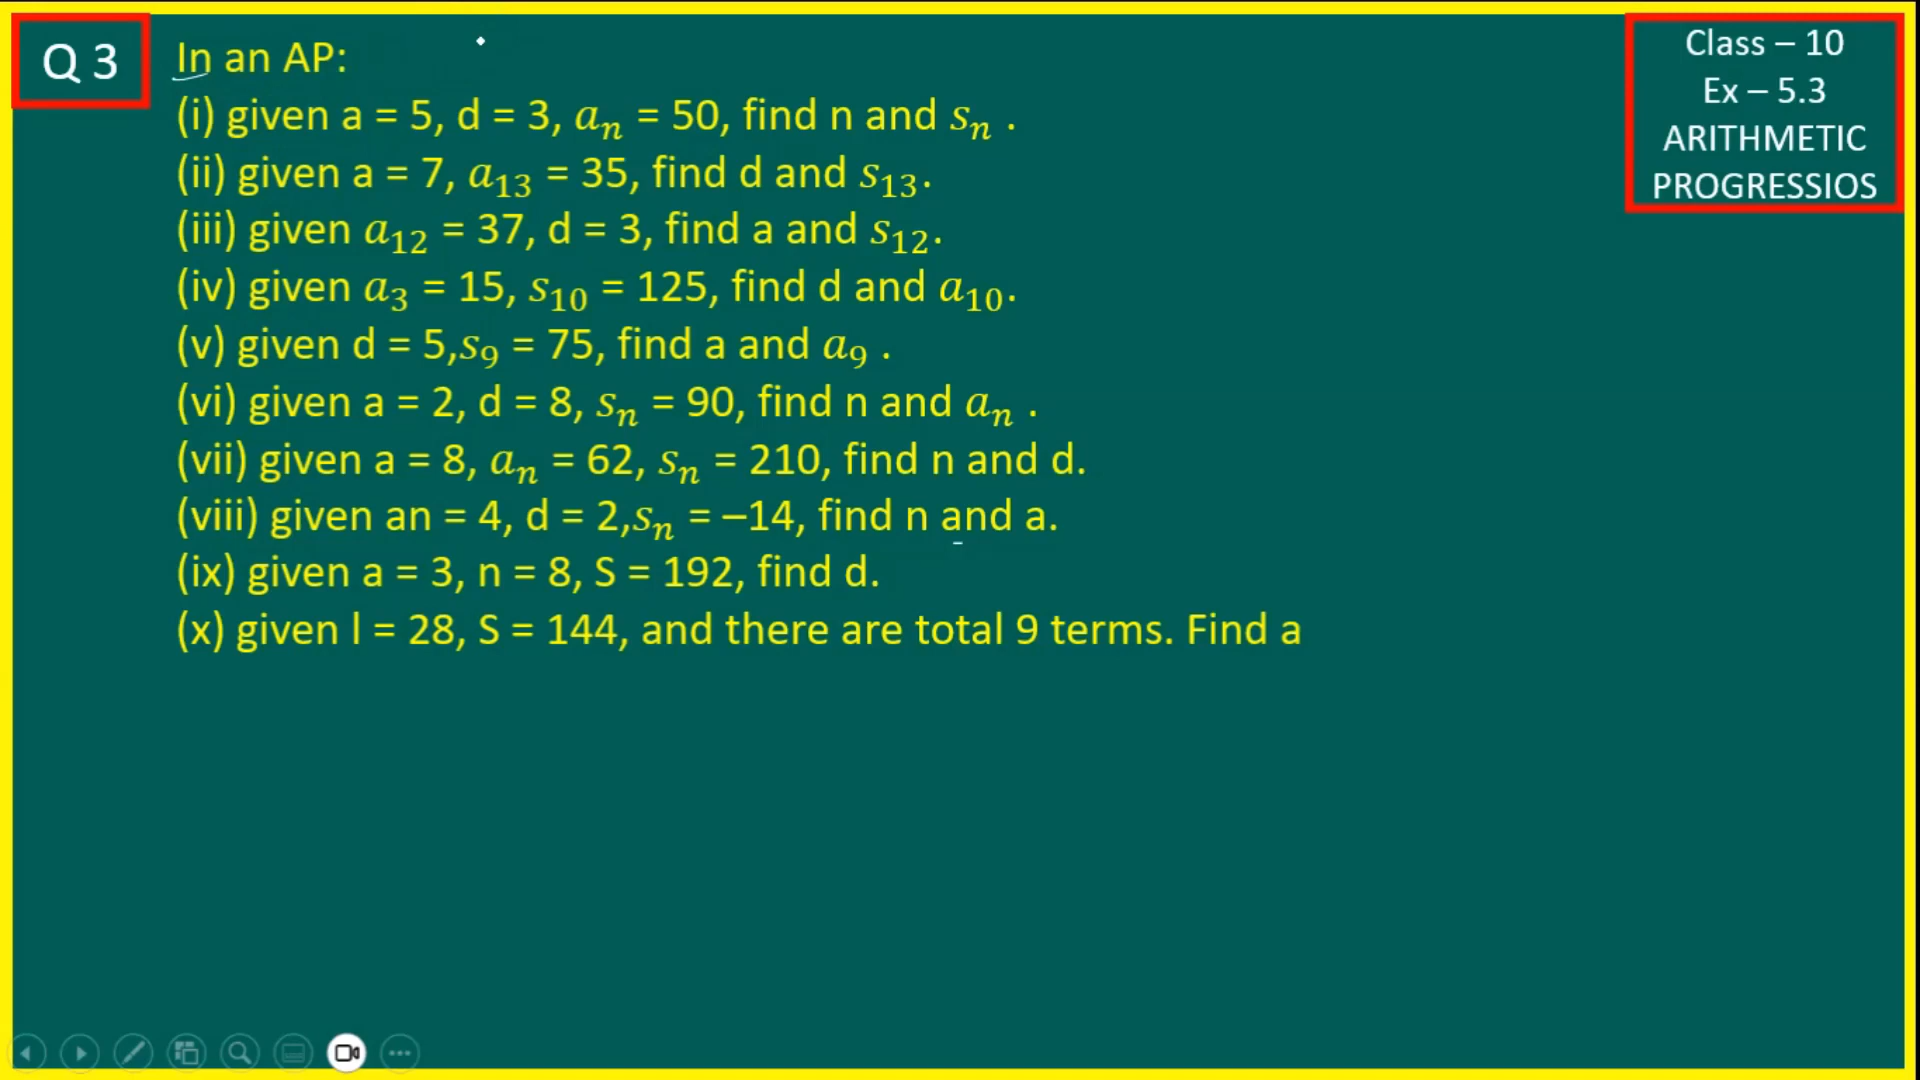 Q 3
In an AP:
(i) given a = 5, d = 3, aₙ = 50, find n and sₙ .
(ii) given a = 7, a₁₃ = 35, find d and s₁₃.
(iii) given a₁₂ = 37, d = 3, find a and s₁₂.
(iv) given a₃ = 15, s₁₀ = 125, find d and a₁₀.
(v) given d = 5,s₉ = 75, find a and a₉ .
(vi) given a = 2, d = 8, sₙ = 90, find n and aₙ .
(vii) given a = 8, aₙ = 62, sₙ = 210, find n and d.
(viii) given an = 4, d = 2,sₙ = –14, find n and a.
(ix) given a = 3, n = 8, S = 192, find d.
(x) given l = 28, S = 144, and there are total 9 terms. Find a
Class – 10
Ex – 5.3
ARITHMETIC
PROGRESSIOS